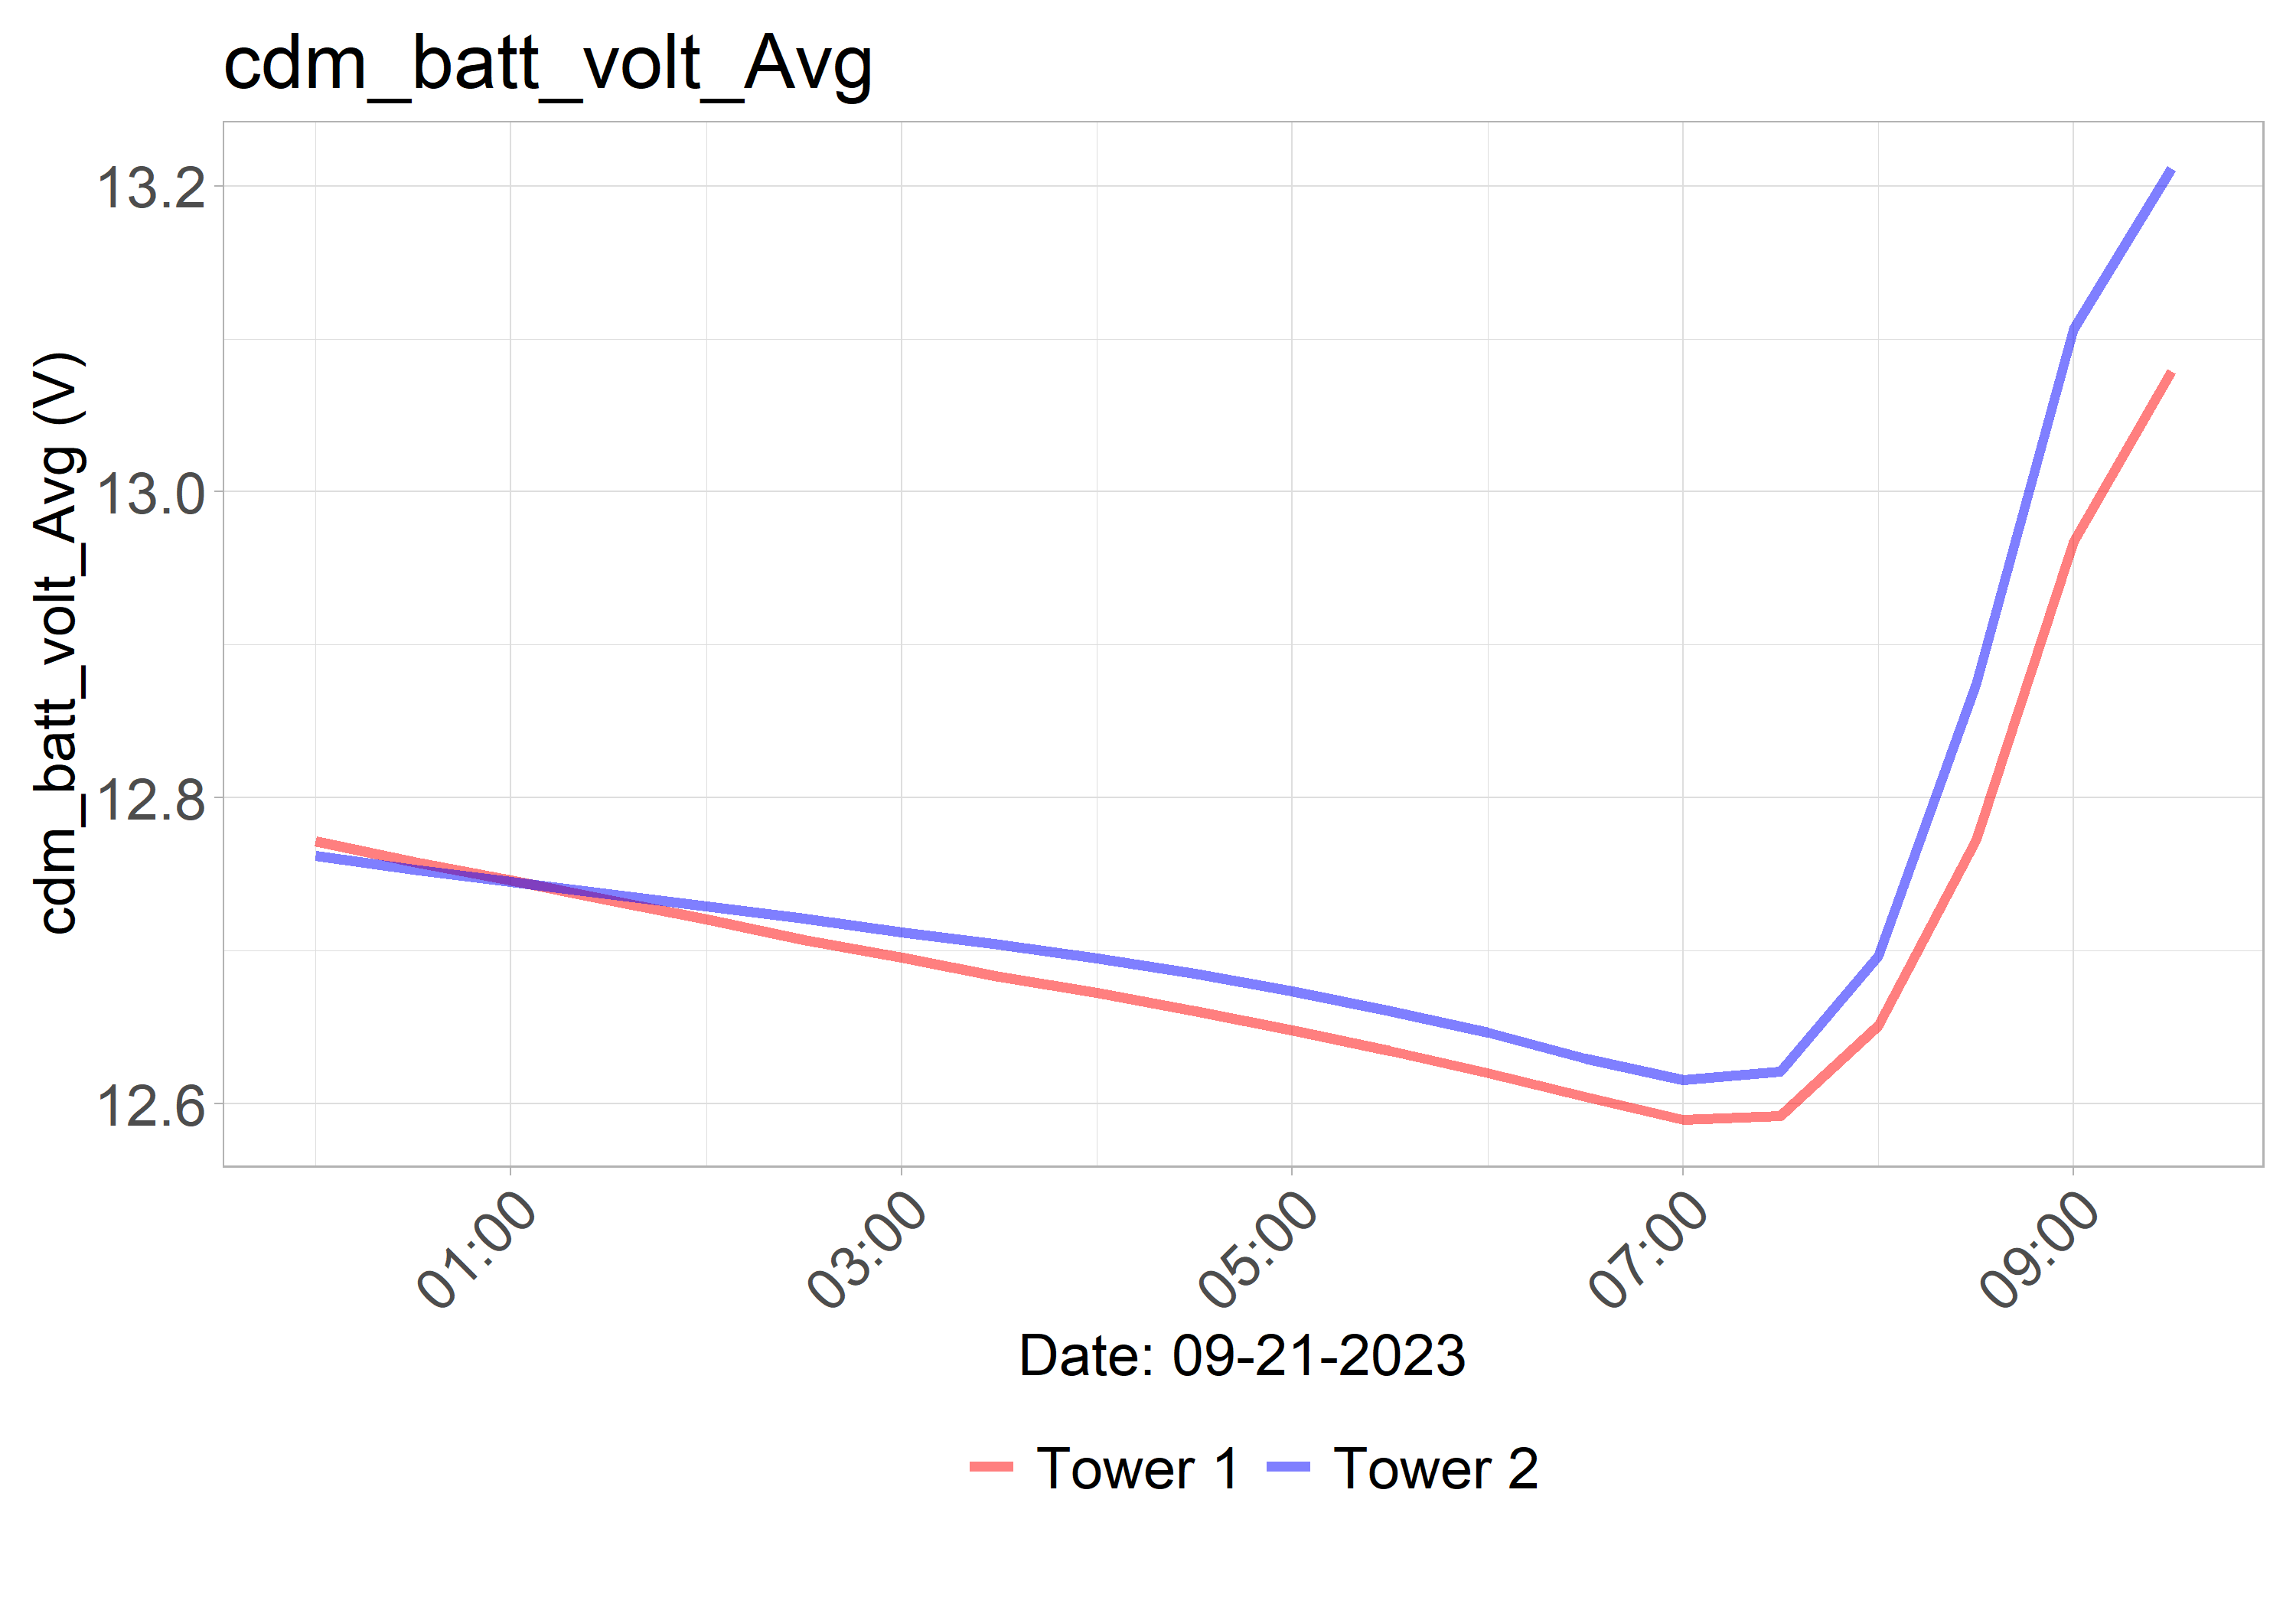 cdm_batt_volt_Avg
cdm_batt_volt_Avg (V)
13.2
13.0
12.8
12.6
01:00
03:00
05:00
07:00
09:00
Date: 09-21-2023
Tower 1
Tower 2